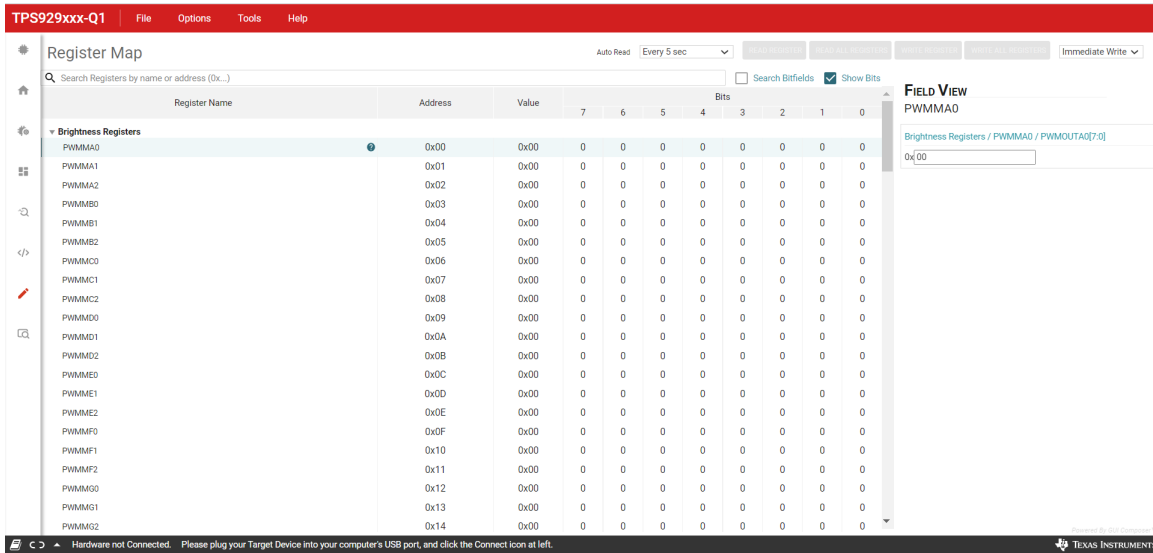 TPS929xxx-Q1 File Options Tools Help
Register Map Auto Read Every 5 sec READ REGISTER READ ALL REGISTERS WRITE REGISTER WRITE ALL REGISTERS Immediate Write
Search Registers by name or address (0x...) Search Bitfields Show Bits
Register Name Address Value Bits
7 6 5 4 3 2 1 0
Brightness Registers
PWMMA0 0x00 0x00 0 0 0 0 0 0 0 0
PWMMA1 0x01 0x00 0 0 0 0 0 0 0 0
PWMMA2 0x02 0x00 0 0 0 0 0 0 0 0
PWMMB0 0x03 0x00 0 0 0 0 0 0 0 0
PWMMB1 0x04 0x00 0 0 0 0 0 0 0 0
PWMMB2 0x05 0x00 0 0 0 0 0 0 0 0
PWMMC0 0x06 0x00 0 0 0 0 0 0 0 0
PWMMC1 0x07 0x00 0 0 0 0 0 0 0 0
PWMMC2 0x08 0x00 0 0 0 0 0 0 0 0
PWMMD0 0x09 0x00 0 0 0 0 0 0 0 0
PWMMD1 0x0A 0x00 0 0 0 0 0 0 0 0
PWMMD2 0x0B 0x00 0 0 0 0 0 0 0 0
PWMME0 0x0C 0x00 0 0 0 0 0 0 0 0
PWMME1 0x0D 0x00 0 0 0 0 0 0 0 0
PWMME2 0x0E 0x00 0 0 0 0 0 0 0 0
PWMMF0 0x0F 0x00 0 0 0 0 0 0 0 0
PWMMF1 0x10 0x00 0 0 0 0 0 0 0 0
PWMMF2 0x11 0x00 0 0 0 0 0 0 0 0
PWMMG0 0x12 0x00 0 0 0 0 0 0 0 0
PWMMG1 0x13 0x00 0 0 0 0 0 0 0 0
PWMMG2 0x14 0x00 0 0 0 0 0 0 0 0
FIELD VIEW
PWMMA0
Brightness Registers / PWMMA0 / PWMOUTA0[7:0]
0x 00
Powered By GUI Composer
Hardware not Connected. Please plug your Target Device into your computer's USB port, and click the Connect icon at left. TEXAS INSTRUMENTS